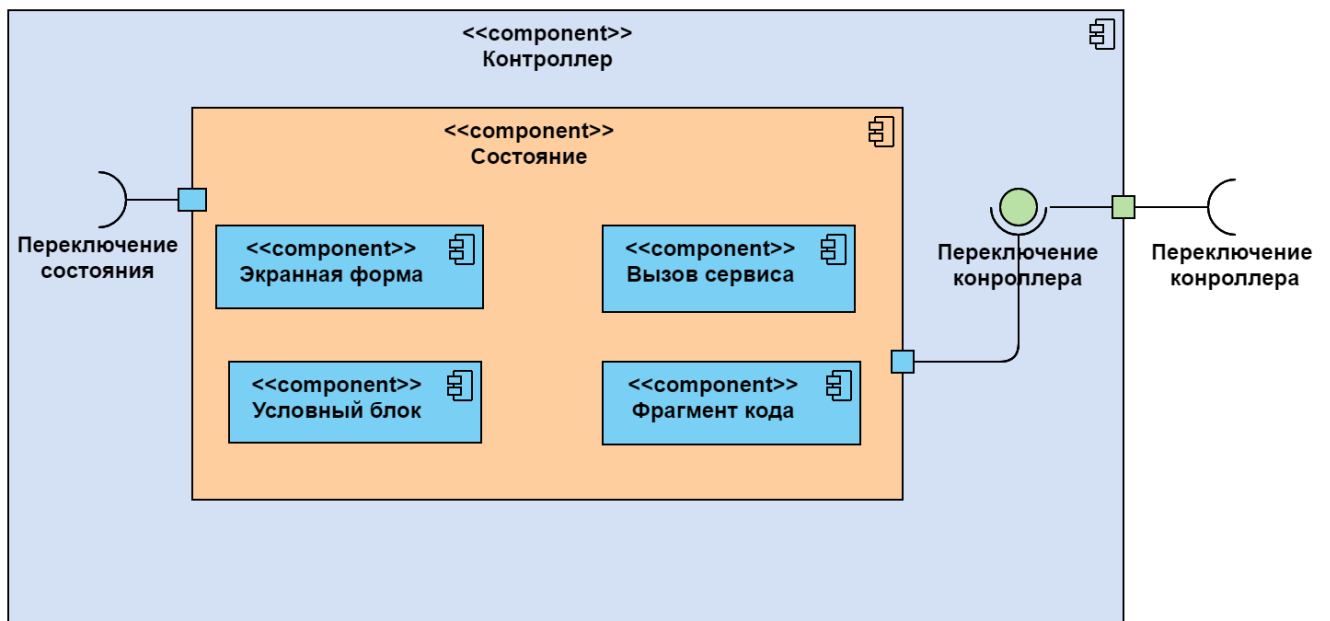 <<component>>
Контроллер
<<component>>
Состояние
Переключение
состояния
<<component>>
Экранная форма
<<component>>
Вызов сервиса
Переключение
конроллера
Переключение
конроллера
<<component>>
Условный блок
<<component>>
Фрагмент кода